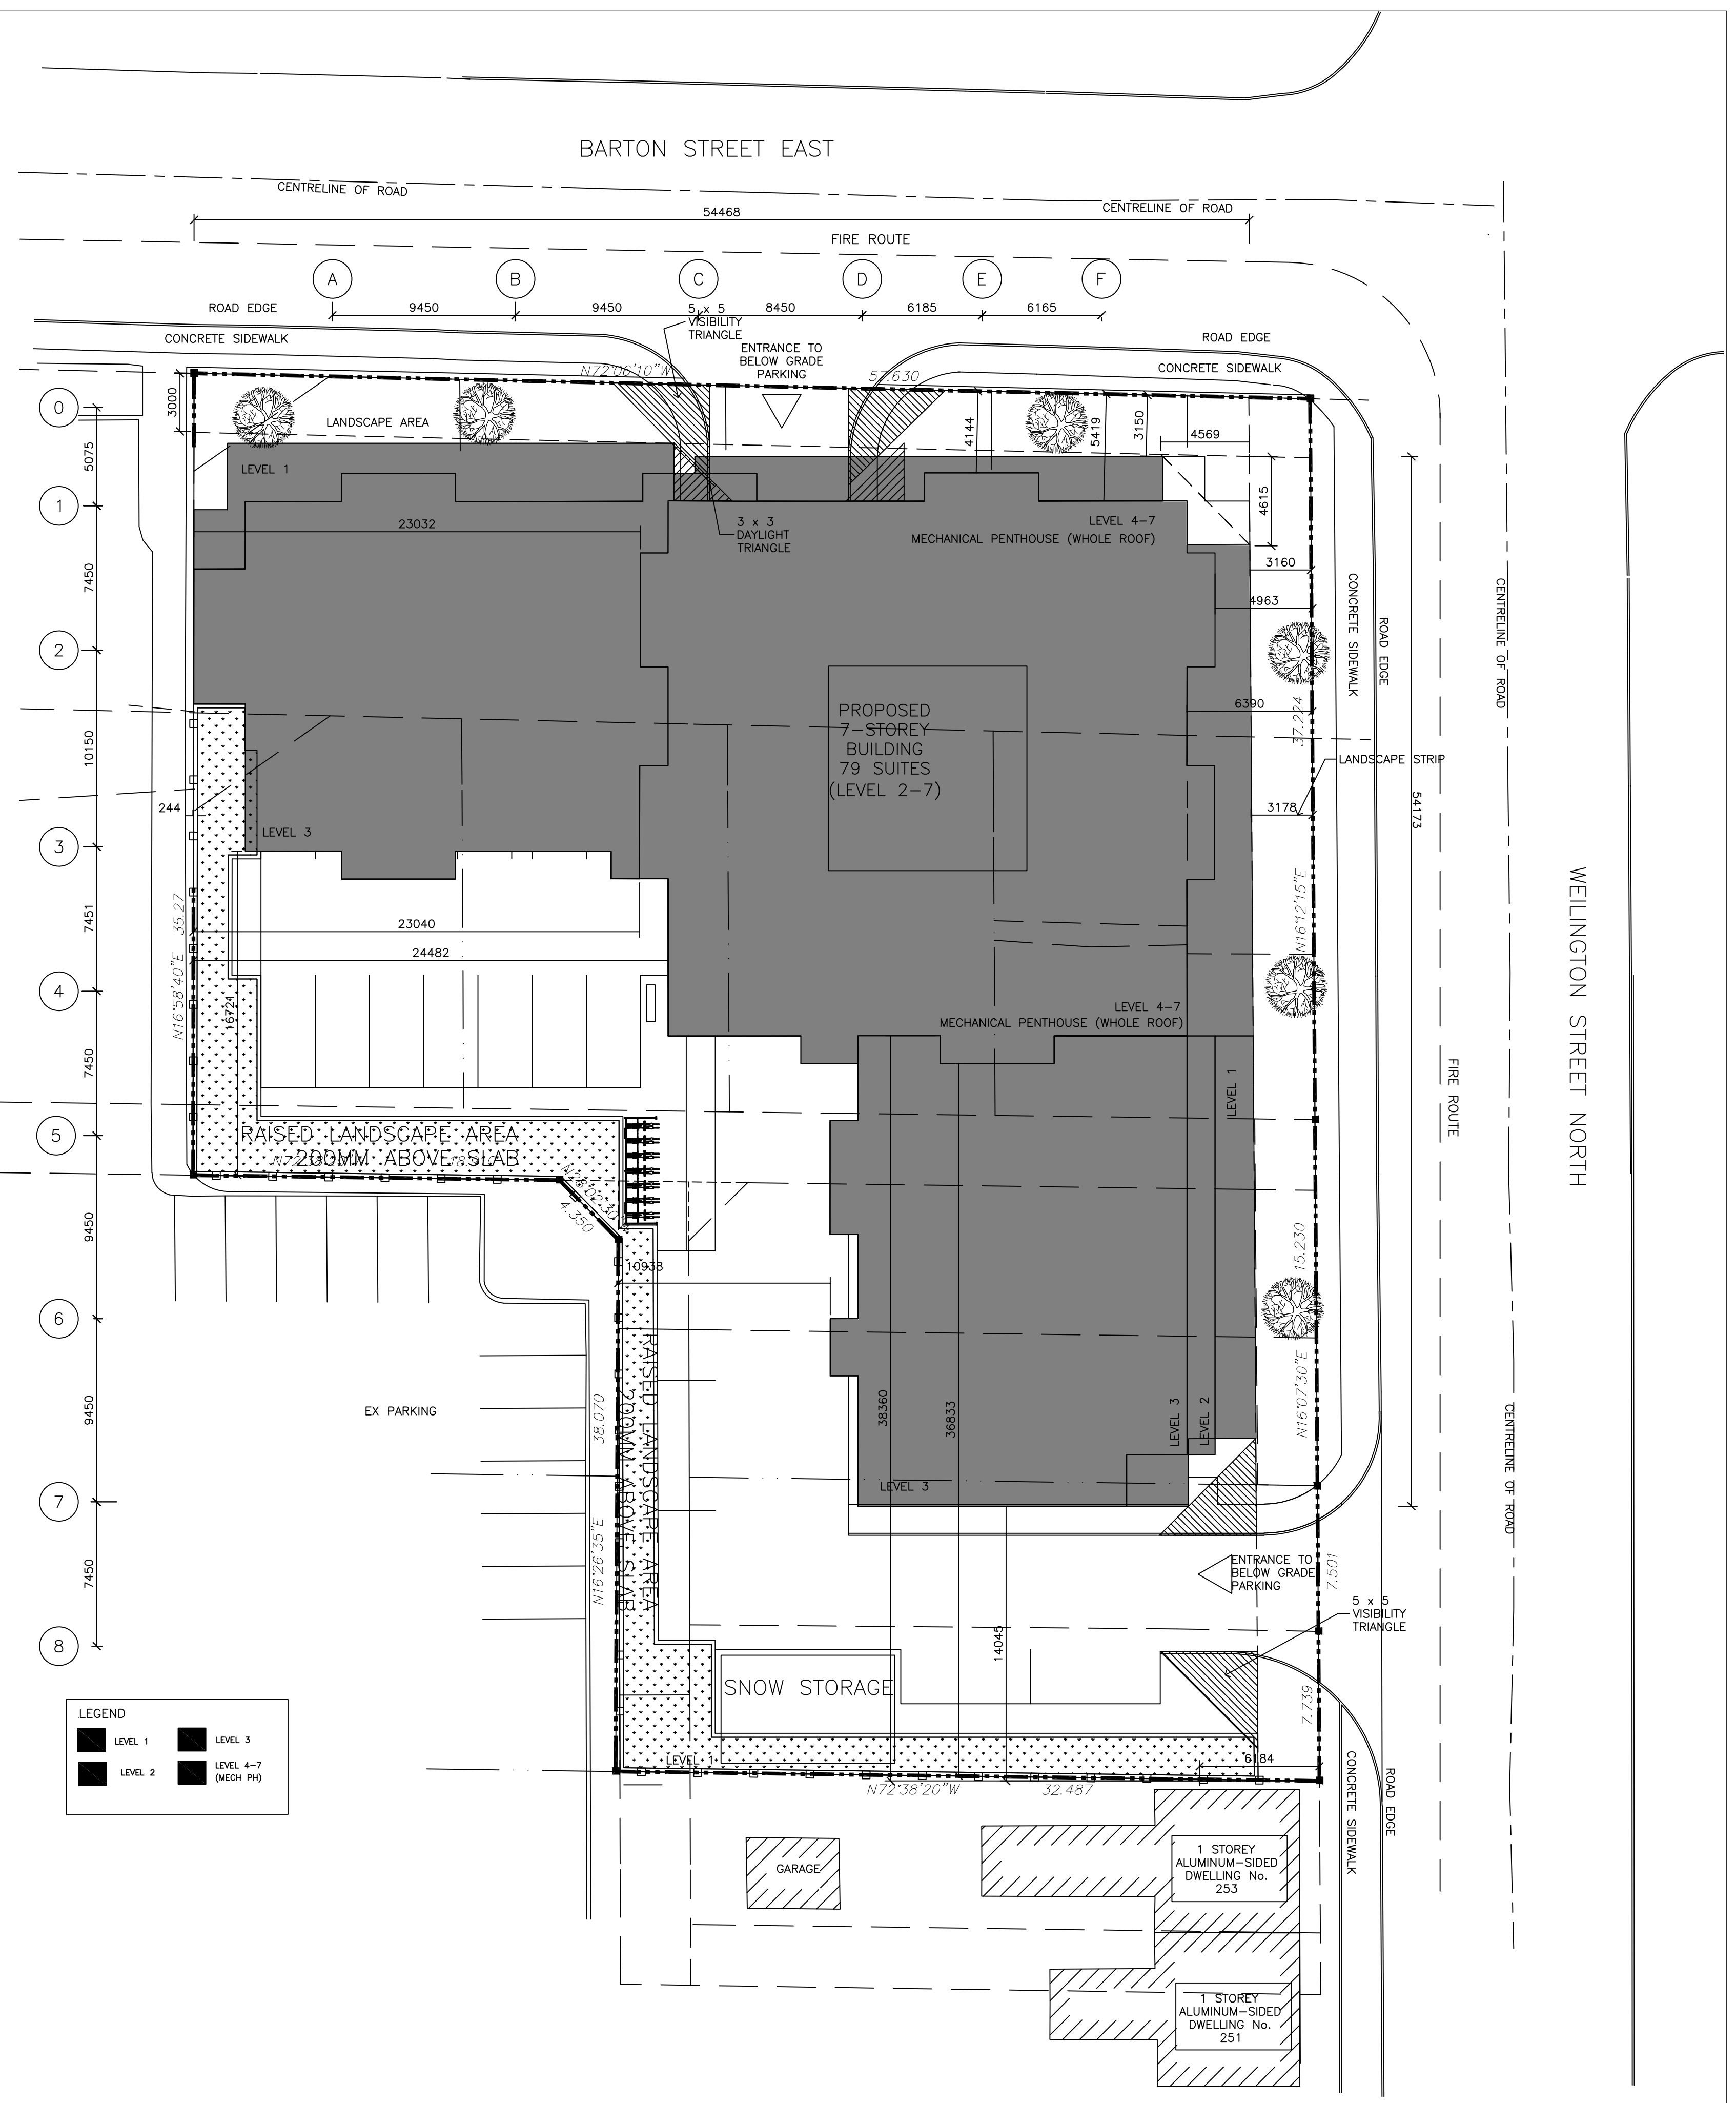 BARTON STREET EAST
CENTRELINE OF ROAD
CENTRELINE OF ROAD
54468
FIRE ROUTE
A
B
C
D
E
F
9450
9450
8450
6185
6165
ROAD EDGE
CONCRETE SIDEWALK
5 x 5
VISIBILITY
TRIANGLE
ENTRANCE TO
BELOW GRADE
PARKING
ROAD EDGE
CONCRETE SIDEWALK
N72°06'10"W
57.630
3000
LANDSCAPE AREA
4144
5419
3150
4569
4615
LEVEL 1
23032
3 x 3
DAYLIGHT
TRIANGLE
LEVEL 4-7
MECHANICAL PENTHOUSE (WHOLE ROOF)
3160
4963
6390
37.224
LANDSCAPE STRIP
3178
N16°12'15"E
54173
CONCRETE SIDEWALK
ROAD EDGE
CENTRELINE OF ROAD
WEILINGTON STREET NORTH
FIRE ROUTE
0
5075
1
7450
2
10150
3
7451
4
7450
5
9450
6
9450
7
7450
8
PROPOSED
7-STOREY
BUILDING
79 SUITES
(LEVEL 2-7)
244
LEVEL 3
35.27
N16°58'40"E
23040
24482
16721
LEVEL 4-7
MECHANICAL PENTHOUSE (WHOLE ROOF)
LEVEL 1
RAISED LANDSCAPE AREA
200MM ABOVE SLAB
4.350
10938
15.230
N16°07'30"E
38360
36833
LEVEL 3
LEVEL 2
LEVEL 3
EX PARKING
38.070
N16°26'35"E
RAISED LANDSCAPE AREA
200MM ABOVE SLAB
CENTRELINE OF ROAD
ENTRANCE TO
BELOW GRADE
PARKING
7.501
5 x 5
VISIBILITY
TRIANGLE
14045
SNOW STORAGE
7.739
LEVEL 1
6184
N72°38'20"W
32.487
CONCRETE SIDEWALK
ROAD EDGE
LEGEND
LEVEL 1
LEVEL 3
LEVEL 2
LEVEL 4-7
(MECH PH)
GARAGE
1 STOREY
ALUMINUM-SIDED
DWELLING No.
253
1 STOREY
ALUMINUM-SIDED
DWELLING No.
251